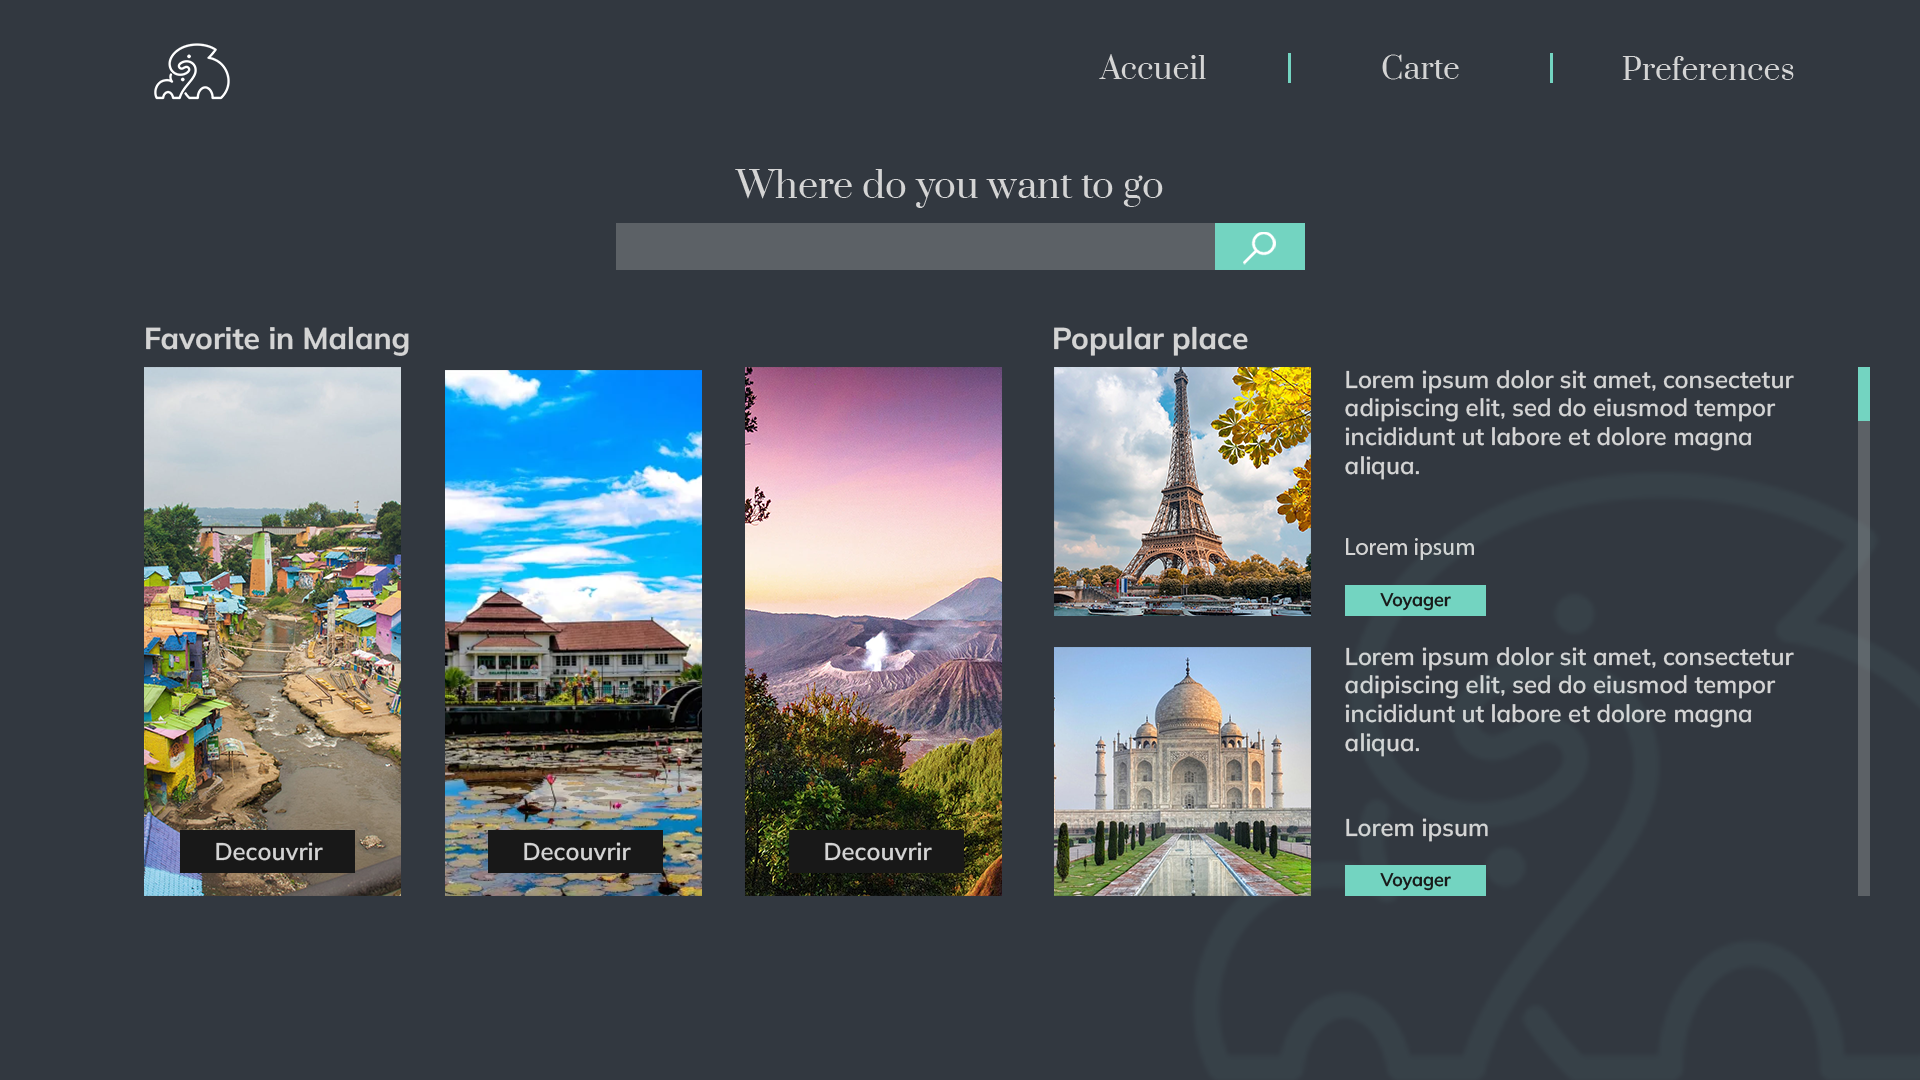 Accueil
Carte
Preferences
Where do you want to go
Favorite in Malang
Decouvrir
Decouvrir
Decouvrir
Popular place
Lorem ipsum dolor sit amet, consectetur
adipiscing elit, sed do eiusmod tempor
incididunt ut labore et dolore magna
aliqua.
Lorem ipsum
Voyager
Lorem ipsum dolor sit amet, consectetur
adipiscing elit, sed do eiusmod tempor
incididunt ut labore et dolore magna
aliqua.
Lorem ipsum
Voyager